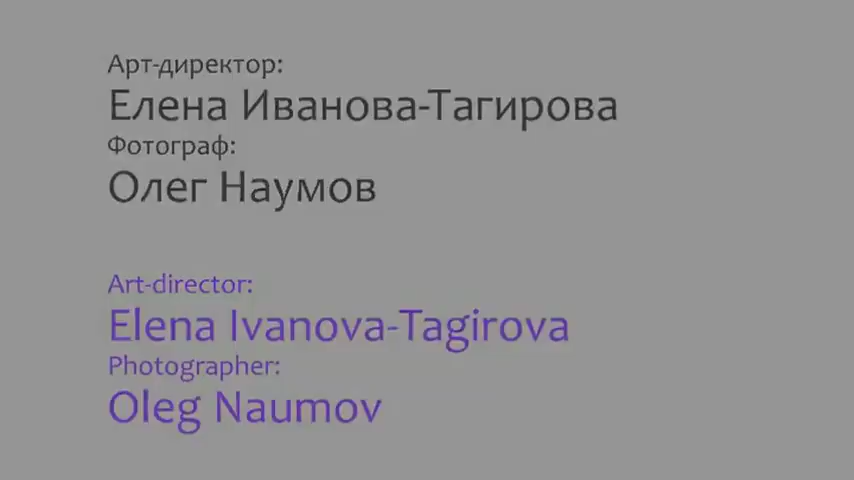 Арт-директор:
Елена Иванова-Тагирова
Фотограф:
Олег Наумов
Art-director:
Elena Ivanova-Tagirova
Photographer:
Oleg Naumov